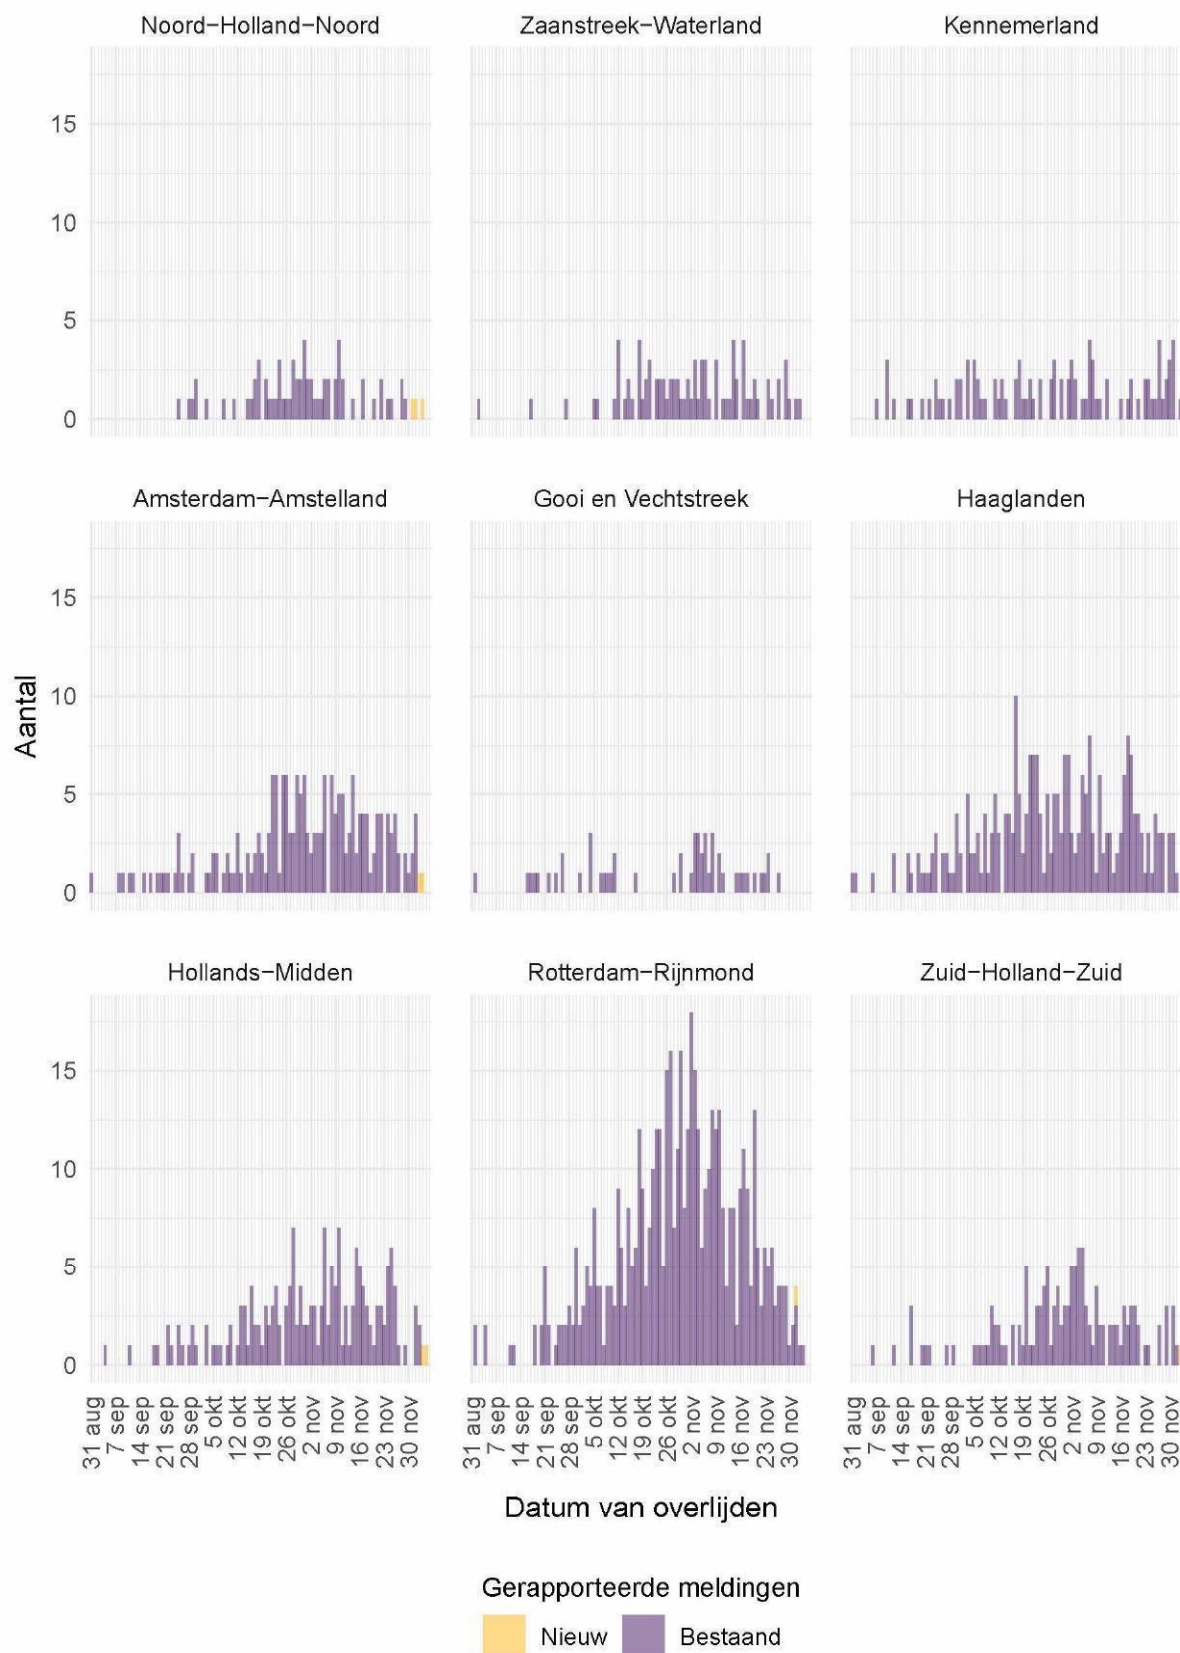 Noord-Holland-Noord
Zaanstreek-Waterland
Kennemerland
15
10
5
0
Amsterdam-Amstelland
Gooi en Vechtstreek
Haaglanden
15
10
5
0
Aantal
Hollands-Midden
Rotterdam-Rijnmond
Zuid-Holland-Zuid
15
10
5
0
31 aug
7 sep
14 sep
21 sep
28 sep
5 okt
12 okt
19 okt
26 okt
2 nov
9 nov
16 nov
23 nov
30 nov
31 aug
7 sep
14 sep
21 sep
28 sep
5 okt
12 okt
19 okt
26 okt
2 nov
9 nov
16 nov
23 nov
30 nov
31 aug
7 sep
14 sep
21 sep
28 sep
5 okt
12 okt
19 okt
26 okt
2 nov
9 nov
16 nov
23 nov
30 nov
Datum van overlijden
Gerapporteerde meldingen
Nieuw
Bestaand